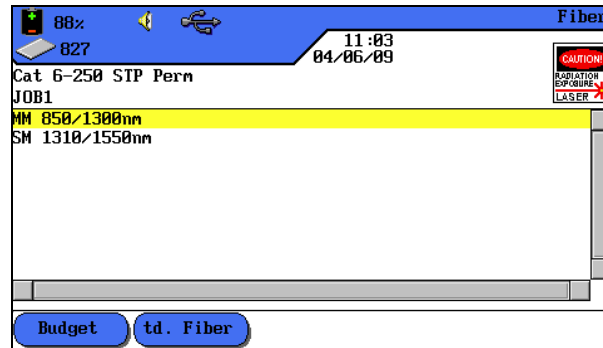 88% Fiber
827 11:03
04/06/09
CAUTION!
RADIATION
EXPOSURE
LASER
Cat 6-250 STP Perm
JOB1
MM 850/1300nm
SM 1310/1550nm
Budget td. Fiber